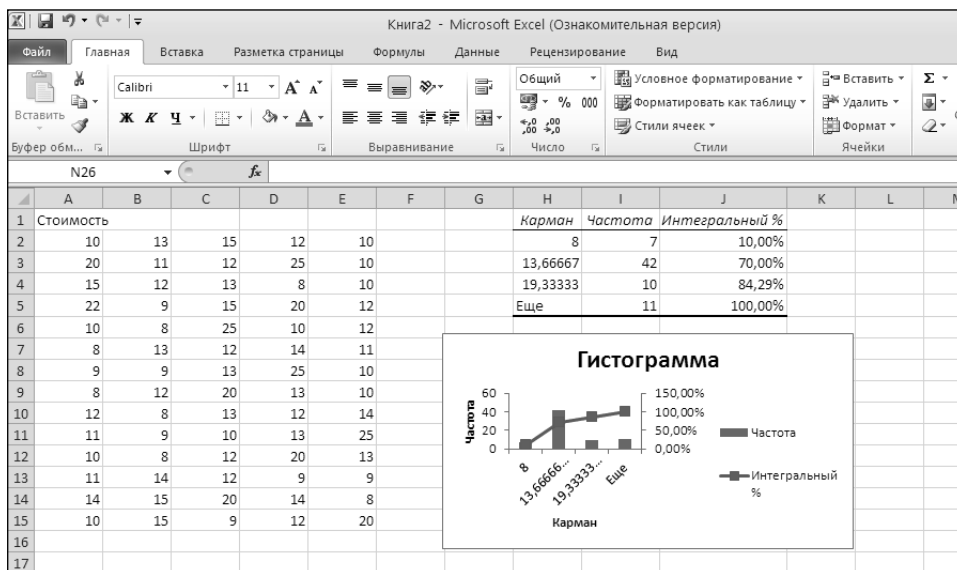 Книга2 - Microsoft Excel (Ознакомительная версия)
Файл Главная Вставка Разметка страницы Формулы Данные Рецензирование Вид
Вставить
Calibri 11
Ж К Ч А
Общий
% 000
Условное форматирование
Форматировать как таблицу
Стили ячеек
Вставить
Удалить
Формат
Σ
Буфер обм... Шрифт Выравнивание Число Стили Ячейки
N26 fx
A B C D E F G H I J K L
1 Стоимость Карман Частота Интегральный %
2 10 13 15 12 10 8 7 10,00%
3 20 11 12 25 10 13,66667 42 70,00%
4 15 12 13 8 10 19,33333 10 84,29%
5 22 9 15 20 12 Еще 11 100,00%
6 10 8 25 10 12
7 8 13 12 14 11
8 9 9 13 25 10
9 8 12 20 13 10
10 12 8 13 12 14
11 11 9 10 13 25
12 10 8 12 20 13
13 11 14 12 9 9
14 14 15 20 14 8
15 10 15 9 12 20
16
17
Гистограмма
Частота
60
40
20
0
150,00%
100,00%
50,00%
0,00%
8
13,66666...
19,33333...
Еще
Карман
Частота
Интегральный
%